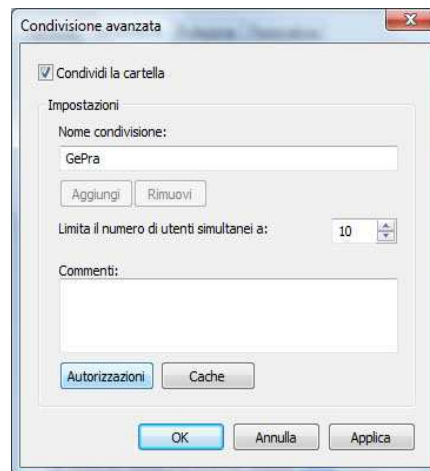 Condivisione avanzata
Condividi la cartella
Impostazioni
Nome condivisione:
GePra
Aggiungi Rimuovi
Limita il numero di utenti simultanei a: 10
Commenti:
Autorizzazioni Cache
OK Annulla Applica